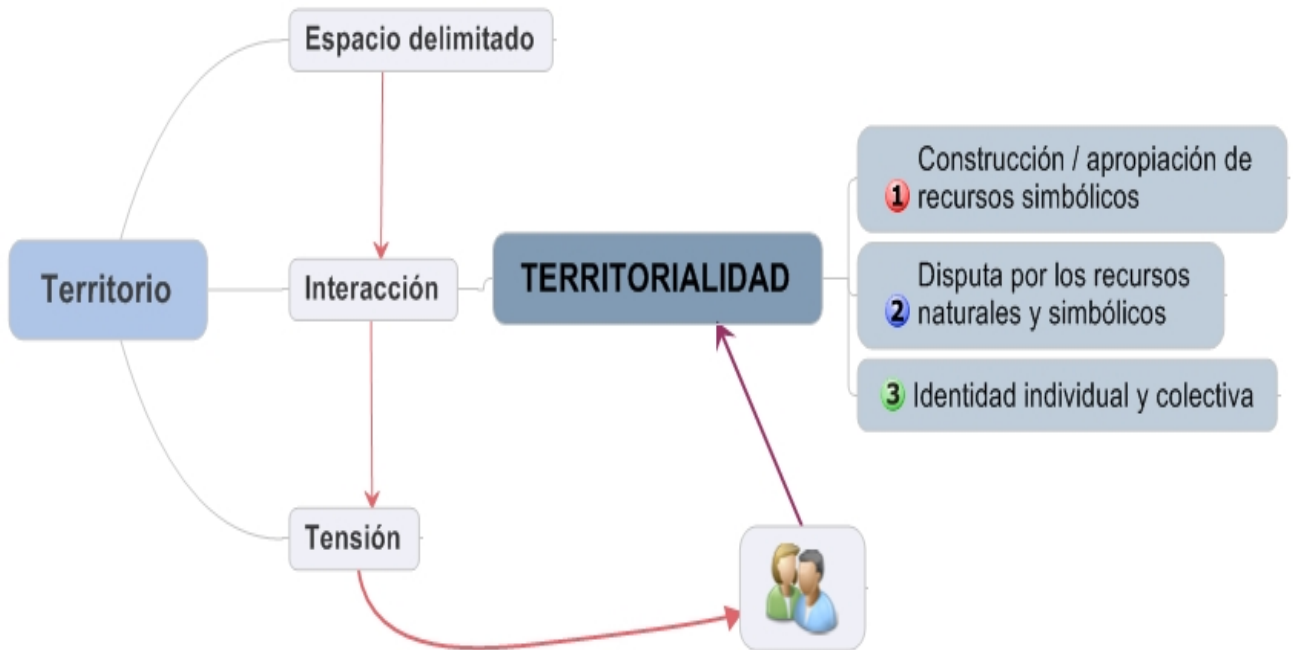 Espacio delimitado
Territorio
Interacción
Tensión
TERRITORIALIDAD
Construcción / apropiación de
1 recursos simbólicos
Disputa por los recursos
2 naturales y simbólicos
3 Identidad individual y colectiva